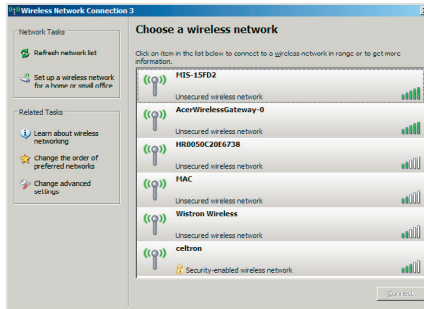 Wireless Network Connection 3
Network Tasks
Refresh network list
Set up a wireless network
for a home or small office
Related Tasks
Learn about wireless
networking
Change the order of
preferred networks
Change advanced
settings
Choose a wireless network
Click an item in the list below to connect to a wireless network in range or to get more
information.
MIS-15FD2
Unsecured wireless network
AcerWirelessGateway-0
Unsecured wireless network
HR0050C20E6738
Unsecured wireless network
MAC
Unsecured wireless network
Wistron Wireless
Unsecured wireless network
celtron
Security-enabled wireless network
Connect